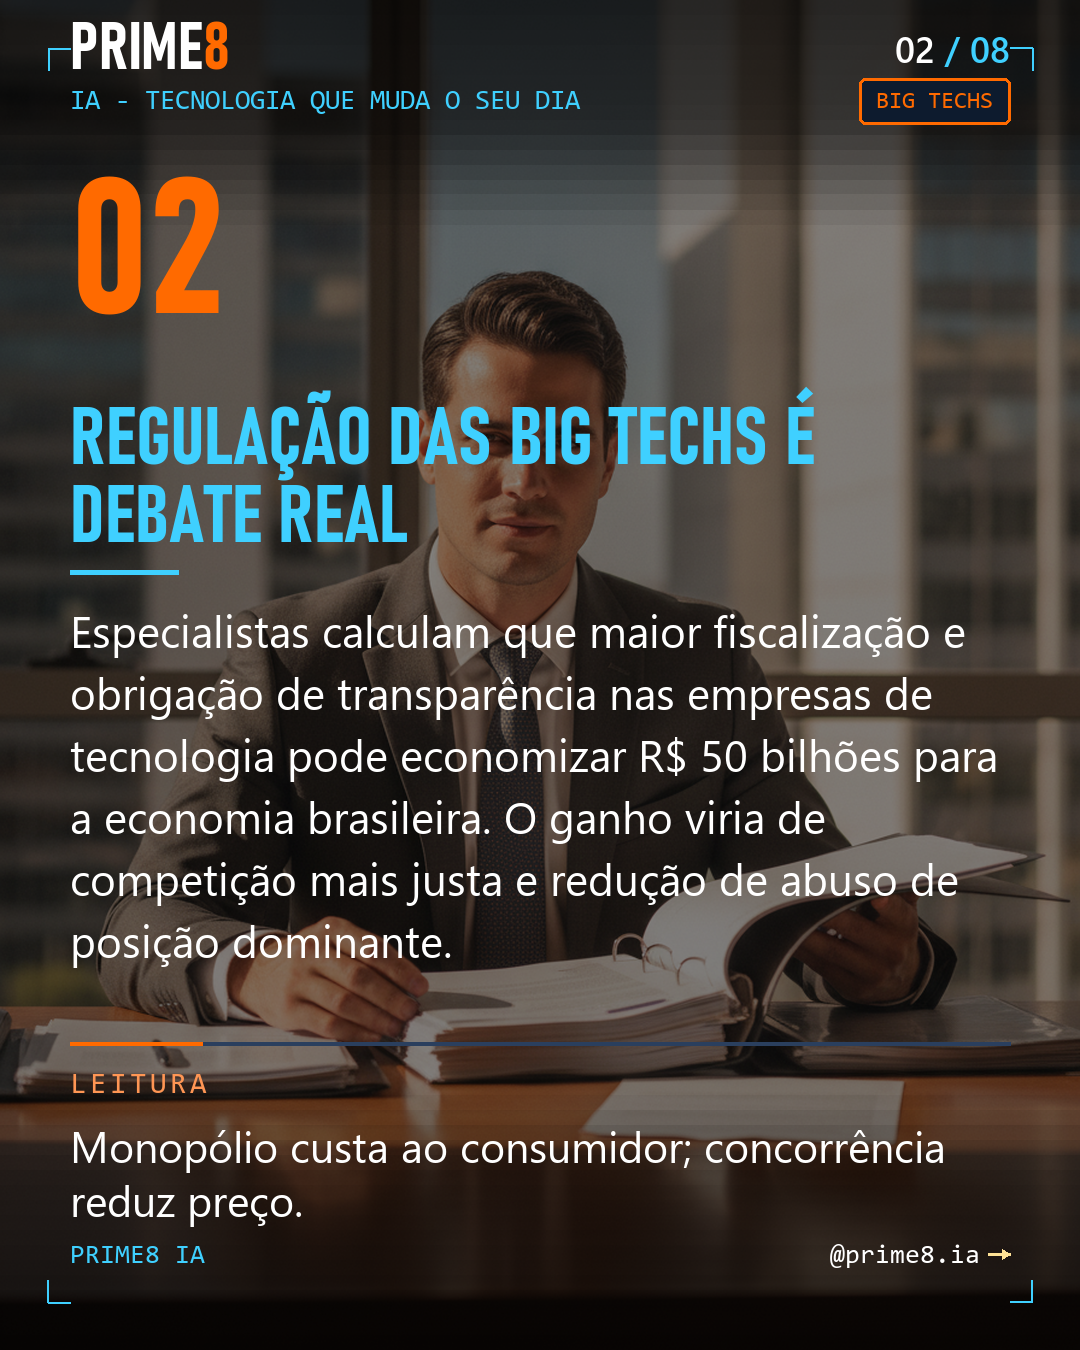 PRIME8
02 / 08
IA - TECNOLOGIA QUE MUDA O SEU DIA
BIG TECHS
02
REGULAÇÃO DAS BIG TECHS É
DEBATE REAL
Especialistas calculam que maior fiscalização e
obrigação de transparência nas empresas de
tecnologia pode economizar R$ 50 bilhões para
a economia brasileira. O ganho viria de
competição mais justa e redução de abuso de
posição dominante.
LEITURA
Monopólio custa ao consumidor; concorrência
reduz preço.
PRIME8 IA
@prime8.ia